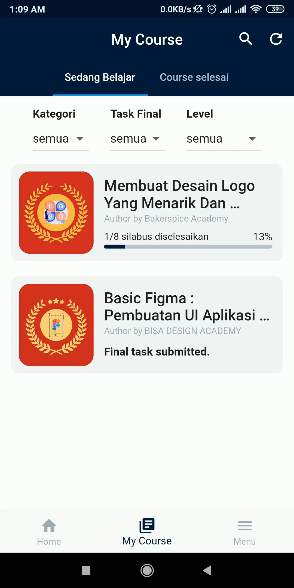 1:09 AM 0.0KB/s 39
My Course
Sedang Belajar Course selesai
Kategori Task Final Level
semua semua semua
Membuat Desain Logo
Yang Menarik Dan ...
Author by Bakerspice Academy
1/8 silabus diselesaikan 13%
Basic Figma :
Pembuatan UI Aplikasi ...
Author by BISA DESIGN ACADEMY
Final task submitted.
Home My Course Menu